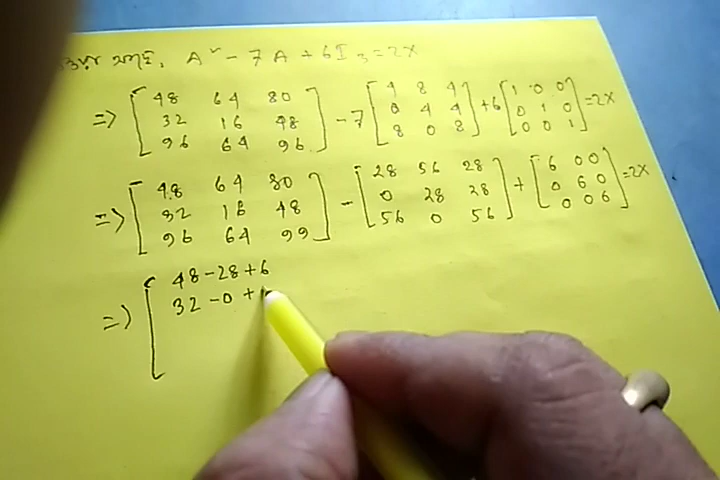 আছে, A² - 7A + 6I₃ = 2X
=> [ 48 64 80 ] - 7 [ 4 8 4 ] + 6 [ 1 0 0 ] = 2X
32 16 48 0 4 4 0 1 0
96 64 96 8 0 8 0 0 1
=> [ 48 64 80 ] - [ 28 56 28 ] + [ 6 0 0 ] = 2X
32 16 48 0 28 28 0 6 0
96 64 99 56 0 56 0 0 6
=> [ 48 - 28 + 6
32 - 0 +